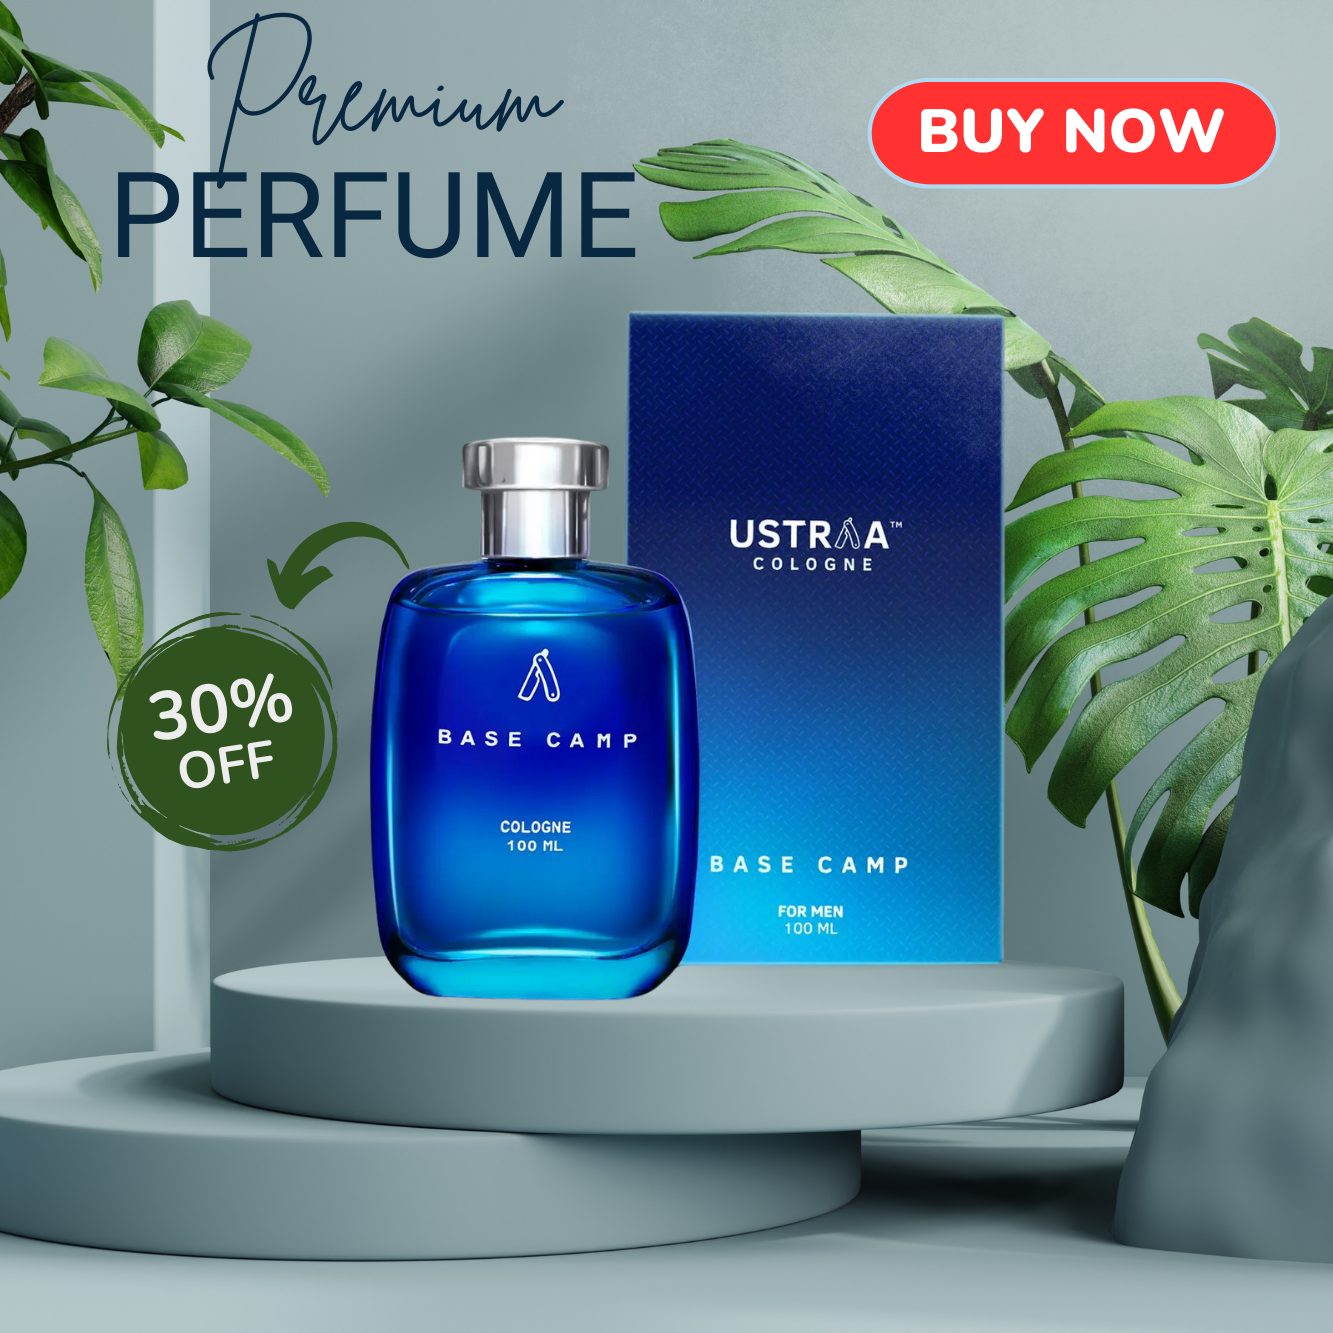 Premium
PERFUME
BUY NOW
USTRAA™
COLOGNE
30%
OFF
BASE CAMP
COLOGNE
100 ML
BASE CAMP
FOR MEN
100 ML